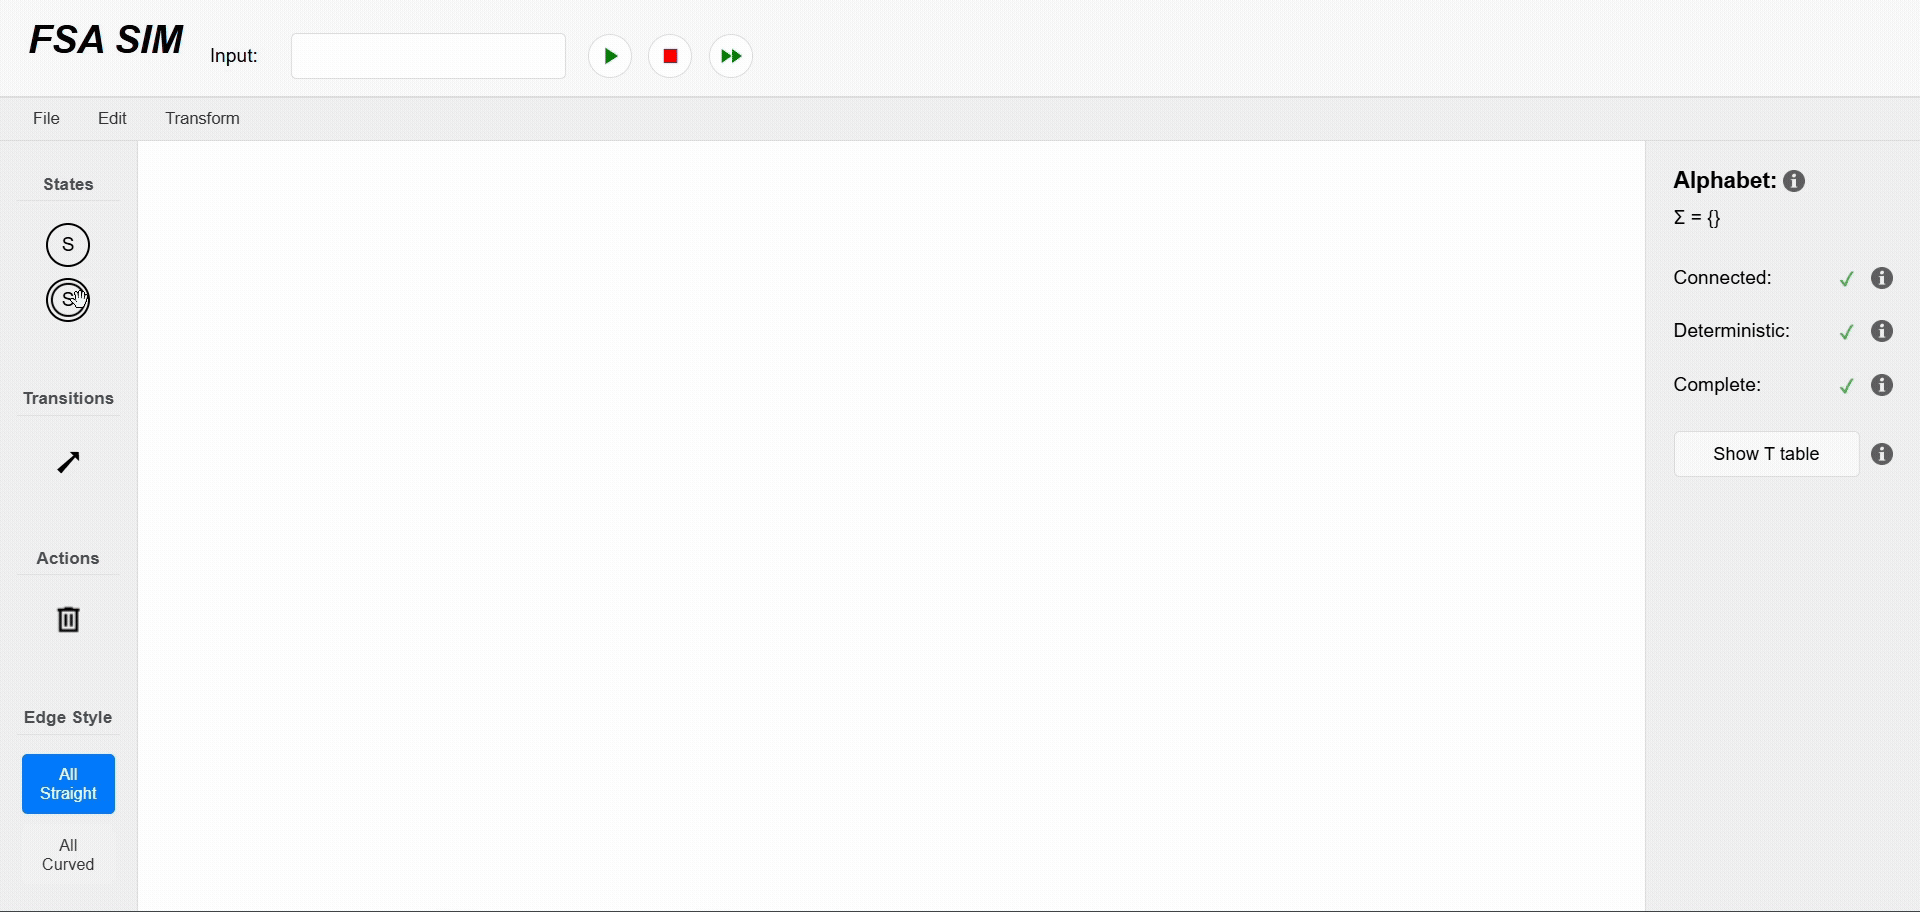 FSA SIM
Input:
File
Edit
Transform
States
S
S
Transitions
Actions
Edge Style
All
Straight
All
Curved
Alphabet:
Σ = {}
Connected:
Deterministic:
Complete:
Show T table